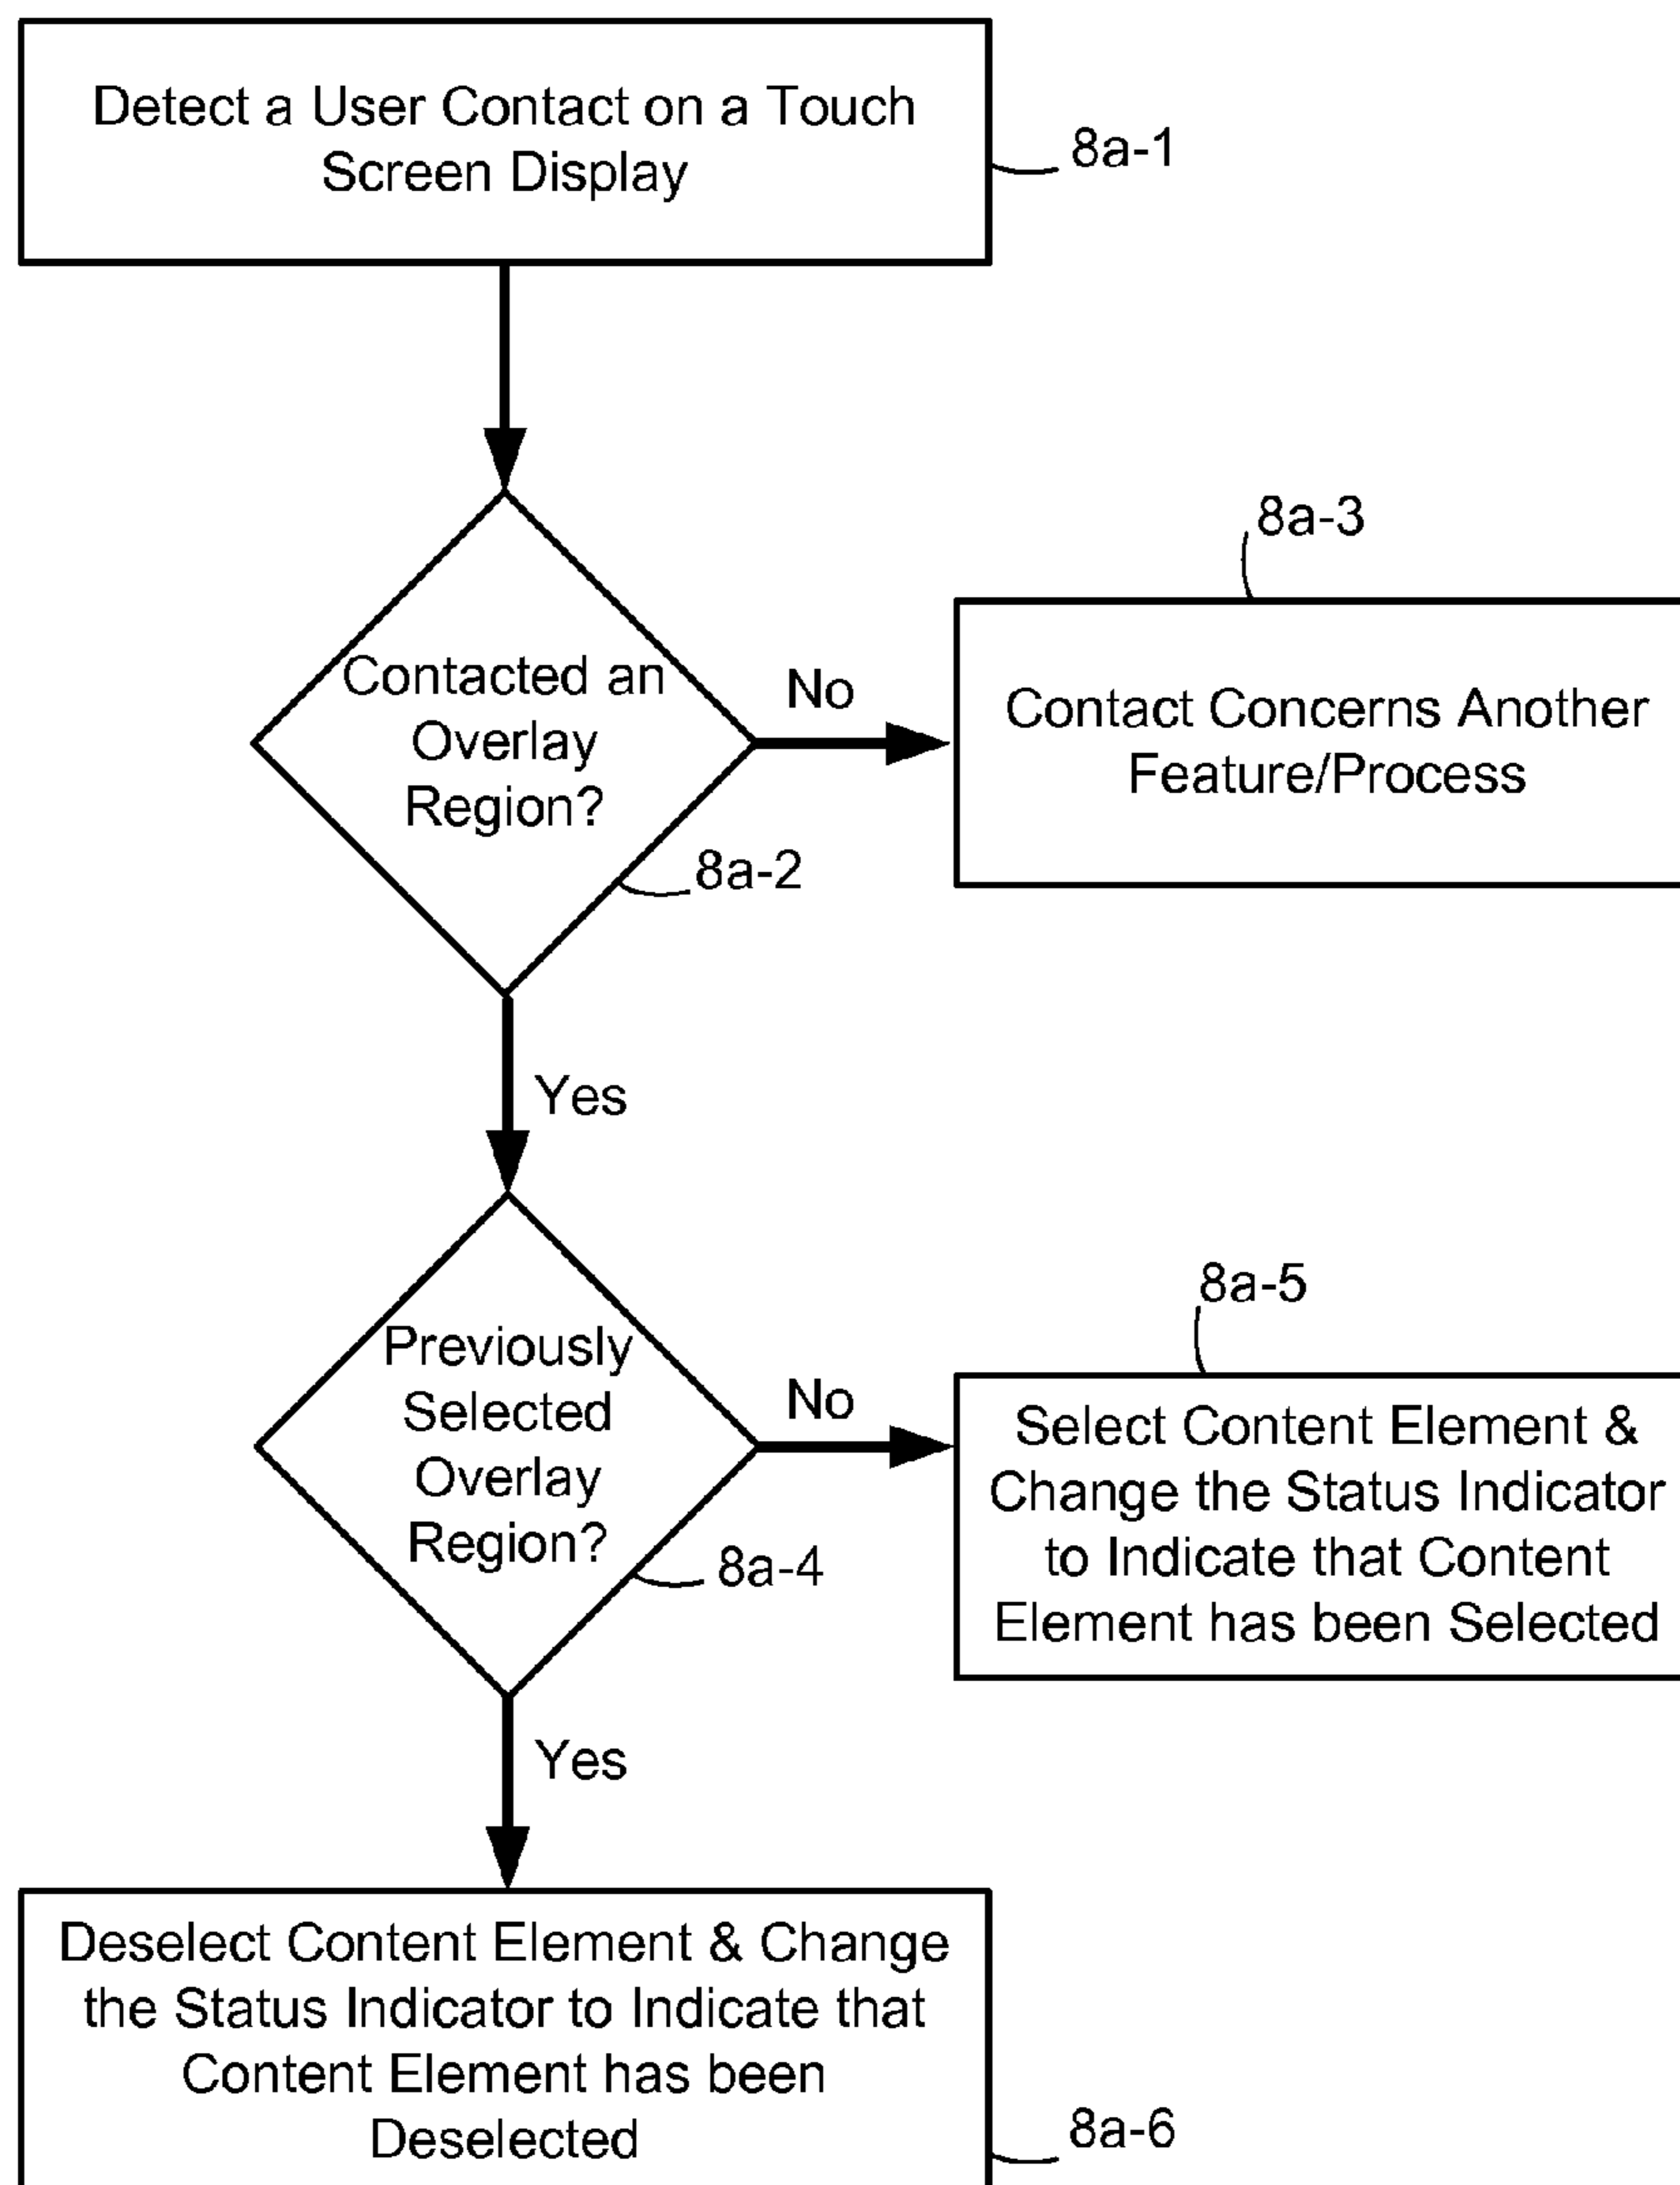 Detect a User Contact on a Touch
Screen Display
8a-1
8a-3
Contacted an
Overlay
Region?
No
Contact Concerns Another
Feature/Process
8a-2
Yes
8a-5
Previously
Selected
Overlay
Region?
No
Select Content Element &
Change the Status Indicator
to Indicate that Content
Element has been Selected
8a-4
Yes
Deselect Content Element & Change
the Status Indicator to Indicate that
Content Element has been
Deselected
8a-6